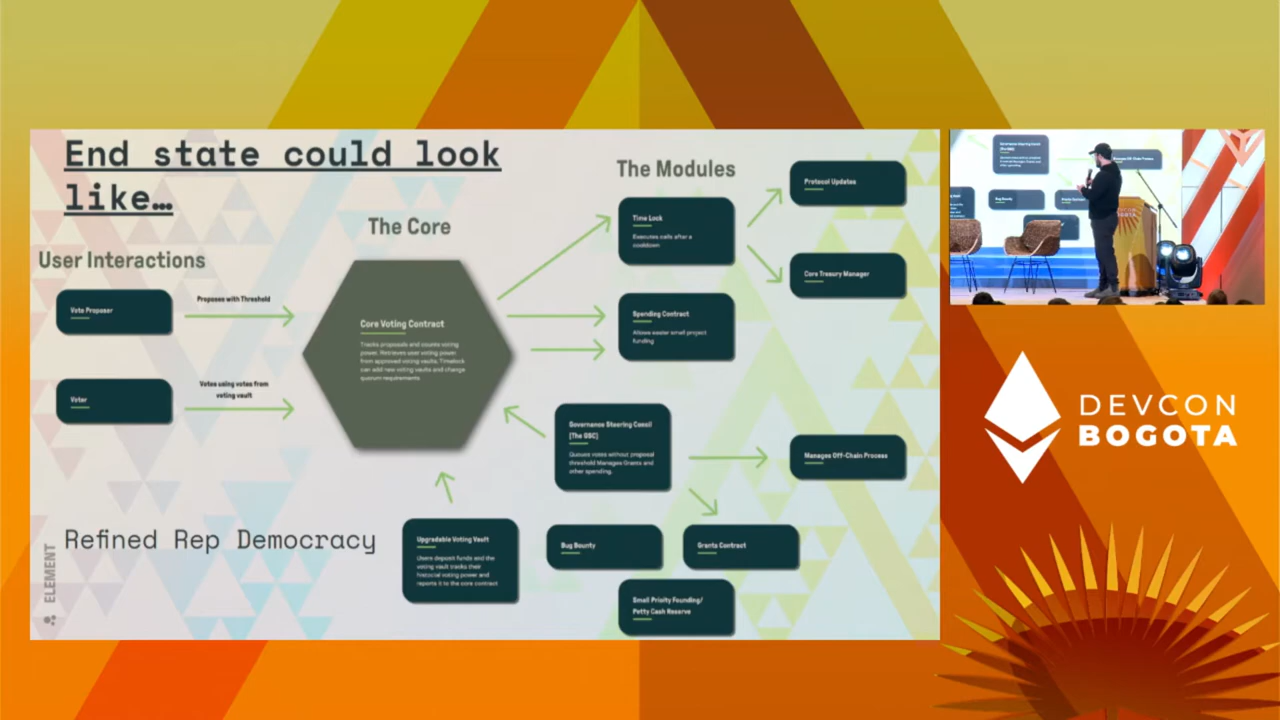 End state could look
like…
User Interactions
The Core
The Modules
Vote Proposer
Proposes with Threshold
Voter
Votes using votes from
voting vault
Core Voting Contract
Tracks proposals and counts voting
power. Retrieves user voting power
from approved voting vaults. Timelock
can add new voting vaults and change
quorum requirements
Time Lock
Executes calls after a
cooldown
Protocol Updates
Core Tresury Manager
Spending Contract
Allows easier small project
funding
Governance Steering Concil
(The GSC)
Queues votes without proposal
threshold Manages Grants and
other spending.
Manages Off-Chain Process
Upgradable Voting Vault
Users deposit funds and the
voting vault tracks their
historcial voting power and
reports it to the core contract
Bug Bounty
Grants Contract
Small Priority Founding/
Petty Cash Reserve
Refined Rep Democracy
ELEMENT
DEVCON
BOGOTA